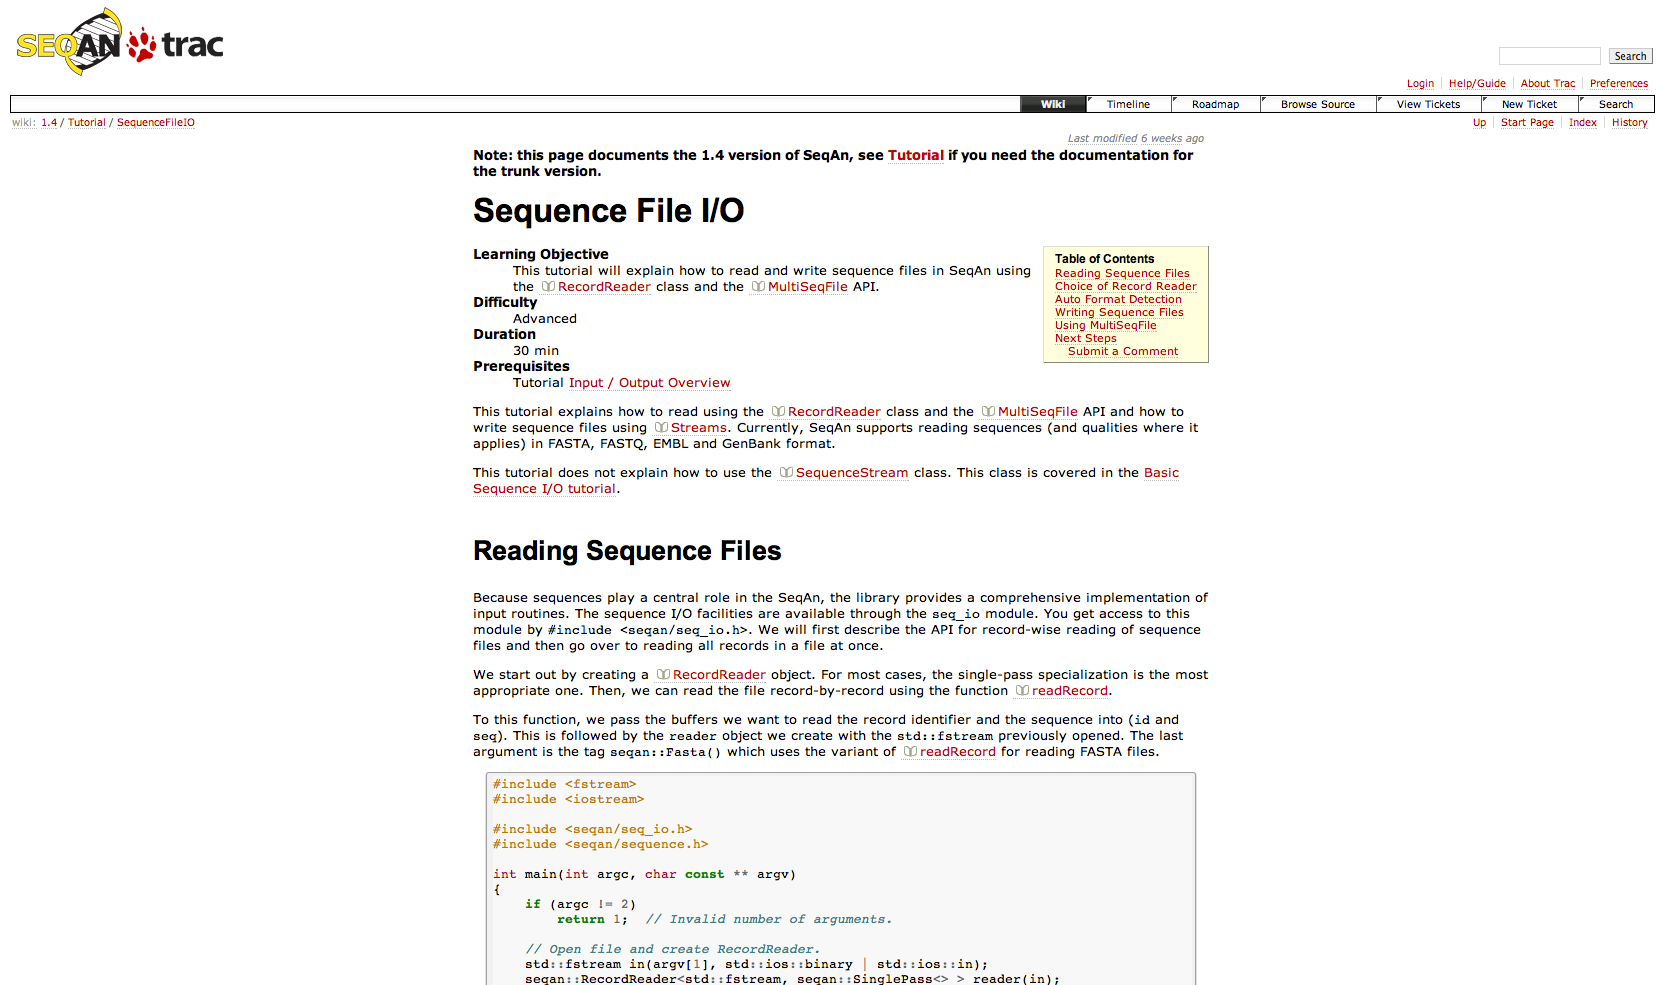 SEQAN trac
Search
Login Help/Guide About Trac Preferences
Wiki Timeline Roadmap Browse Source View Tickets New Ticket Search
wiki: 1.4 / Tutorial / SequenceFileIO
Up Start Page Index History
Last modified 6 weeks ago
Note: this page documents the 1.4 version of SeqAn, see Tutorial if you need the documentation for
the trunk version.
Sequence File I/O
Learning Objective
This tutorial will explain how to read and write sequence files in SeqAn using
the RecordReader class and the MultiSeqFile API.
Difficulty
Advanced
Duration
30 min
Prerequisites
Tutorial Input / Output Overview
Table of Contents
Reading Sequence Files
Choice of Record Reader
Auto Format Detection
Writing Sequence Files
Using MultiSeqFile
Next Steps
Submit a Comment
This tutorial explains how to read using the RecordReader class and the MultiSeqFile API and how to
write sequence files using Streams. Currently, SeqAn supports reading sequences (and qualities where it
applies) in FASTA, FASTQ, EMBL and GenBank format.
This tutorial does not explain how to use the SequenceStream class. This class is covered in the Basic
Sequence I/O tutorial.
Reading Sequence Files
Because sequences play a central role in the SeqAn, the library provides a comprehensive implementation of
input routines. The sequence I/O facilities are available through the seq_io module. You get access to this
module by #include <seqan/seq_io.h>. We will first describe the API for record-wise reading of sequence
files and then go over to reading all records in a file at once.
We start out by creating a RecordReader object. For most cases, the single-pass specialization is the most
appropriate one. Then, we can read the file record-by-record using the function readRecord.
To this function, we pass the buffers we want to read the record identifier and the sequence into (id and
seq). This is followed by the reader object we create with the std::fstream previously opened. The last
argument is the tag seqan::Fasta() which uses the variant of readRecord for reading FASTA files.
#include <fstream>
#include <iostream>
#include <seqan/seq_io.h>
#include <seqan/sequence.h>
int main(int argc, char const ** argv)
{
if (argc != 2)
return 1; // Invalid number of arguments.
// Open file and create RecordReader.
std::fstream in(argv[1], std::ios::binary | std::ios::in);
seqan::RecordReader<std::fstream, seqan::SinglePass<> > reader(in);